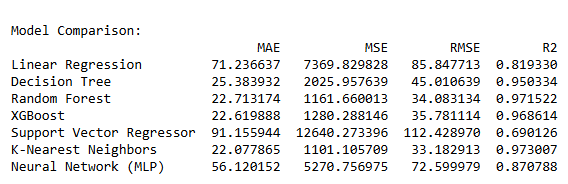 Model Comparison:
MAE MSE RMSE R2
Linear Regression 71.236637 7369.829828 85.847713 0.819330
Decision Tree 25.383932 2025.957639 45.010639 0.950334
Random Forest 22.713174 1161.660013 34.083134 0.971522
XGBoost 22.619888 1280.288146 35.781114 0.968614
Support Vector Regressor 91.155944 12640.273396 112.428970 0.690126
K-Nearest Neighbors 22.077865 1101.105709 33.182913 0.973007
Neural Network (MLP) 56.120152 5270.756975 72.599979 0.870788